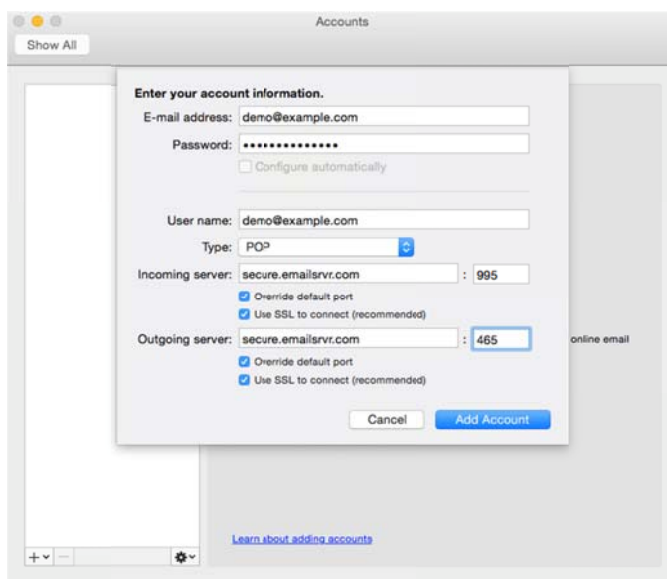 Accounts
Show All
Enter your account information.
E-mail address: demo@example.com
Password: ••••••••••••••
Configure automatically
User name: demo@example.com
Type: POP
Incoming server: secure.emailsrvr.com : 995
Override default port
Use SSL to connect (recommended)
Outgoing server: secure.emailsrvr.com : 465
online email
Override default port
Use SSL to connect (recommended)
Cancel Add Account
Learn about adding accounts